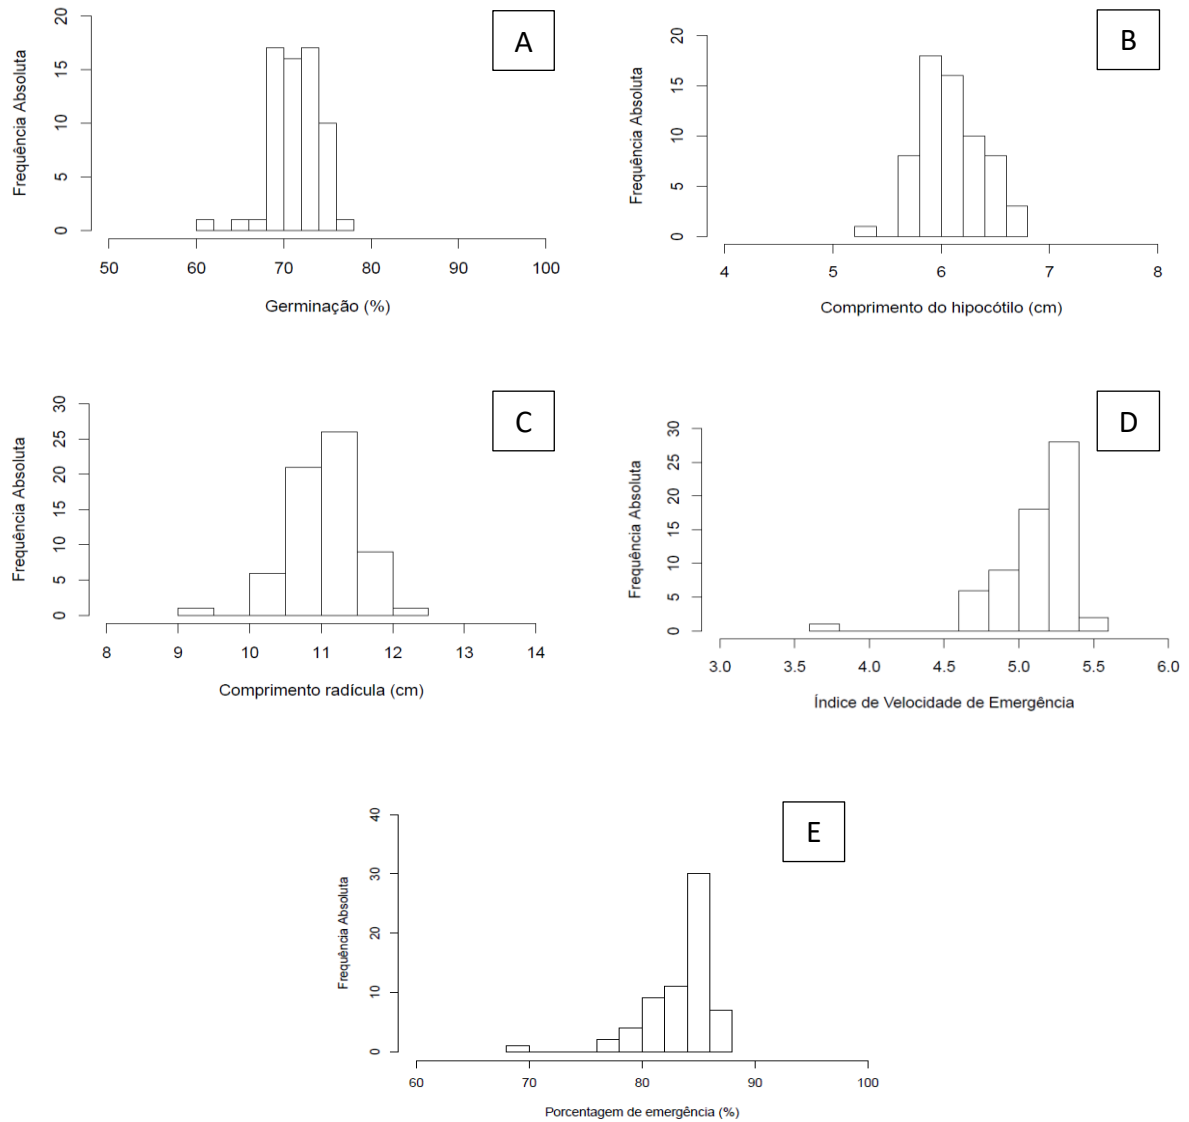 A
Frequência Absoluta
20
15
10
5
0
50 60 70 80 90 100
Germinação (%)
B
Frequência Absoluta
20
15
10
5
0
4 5 6 7 8
Comprimento do hipocótilo (cm)
C
Frequência Absoluta
30
25
20
15
10
5
0
8 9 10 11 12 13 14
Comprimento radícula (cm)
D
Frequência Absoluta
30
25
20
15
10
5
0
3.0 3.5 4.0 4.5 5.0 5.5 6.0
Índice de Velocidade de Emergência
E
Frequência Absoluta
40
30
20
10
0
60 70 80 90 100
Porcentagem de emergência (%)